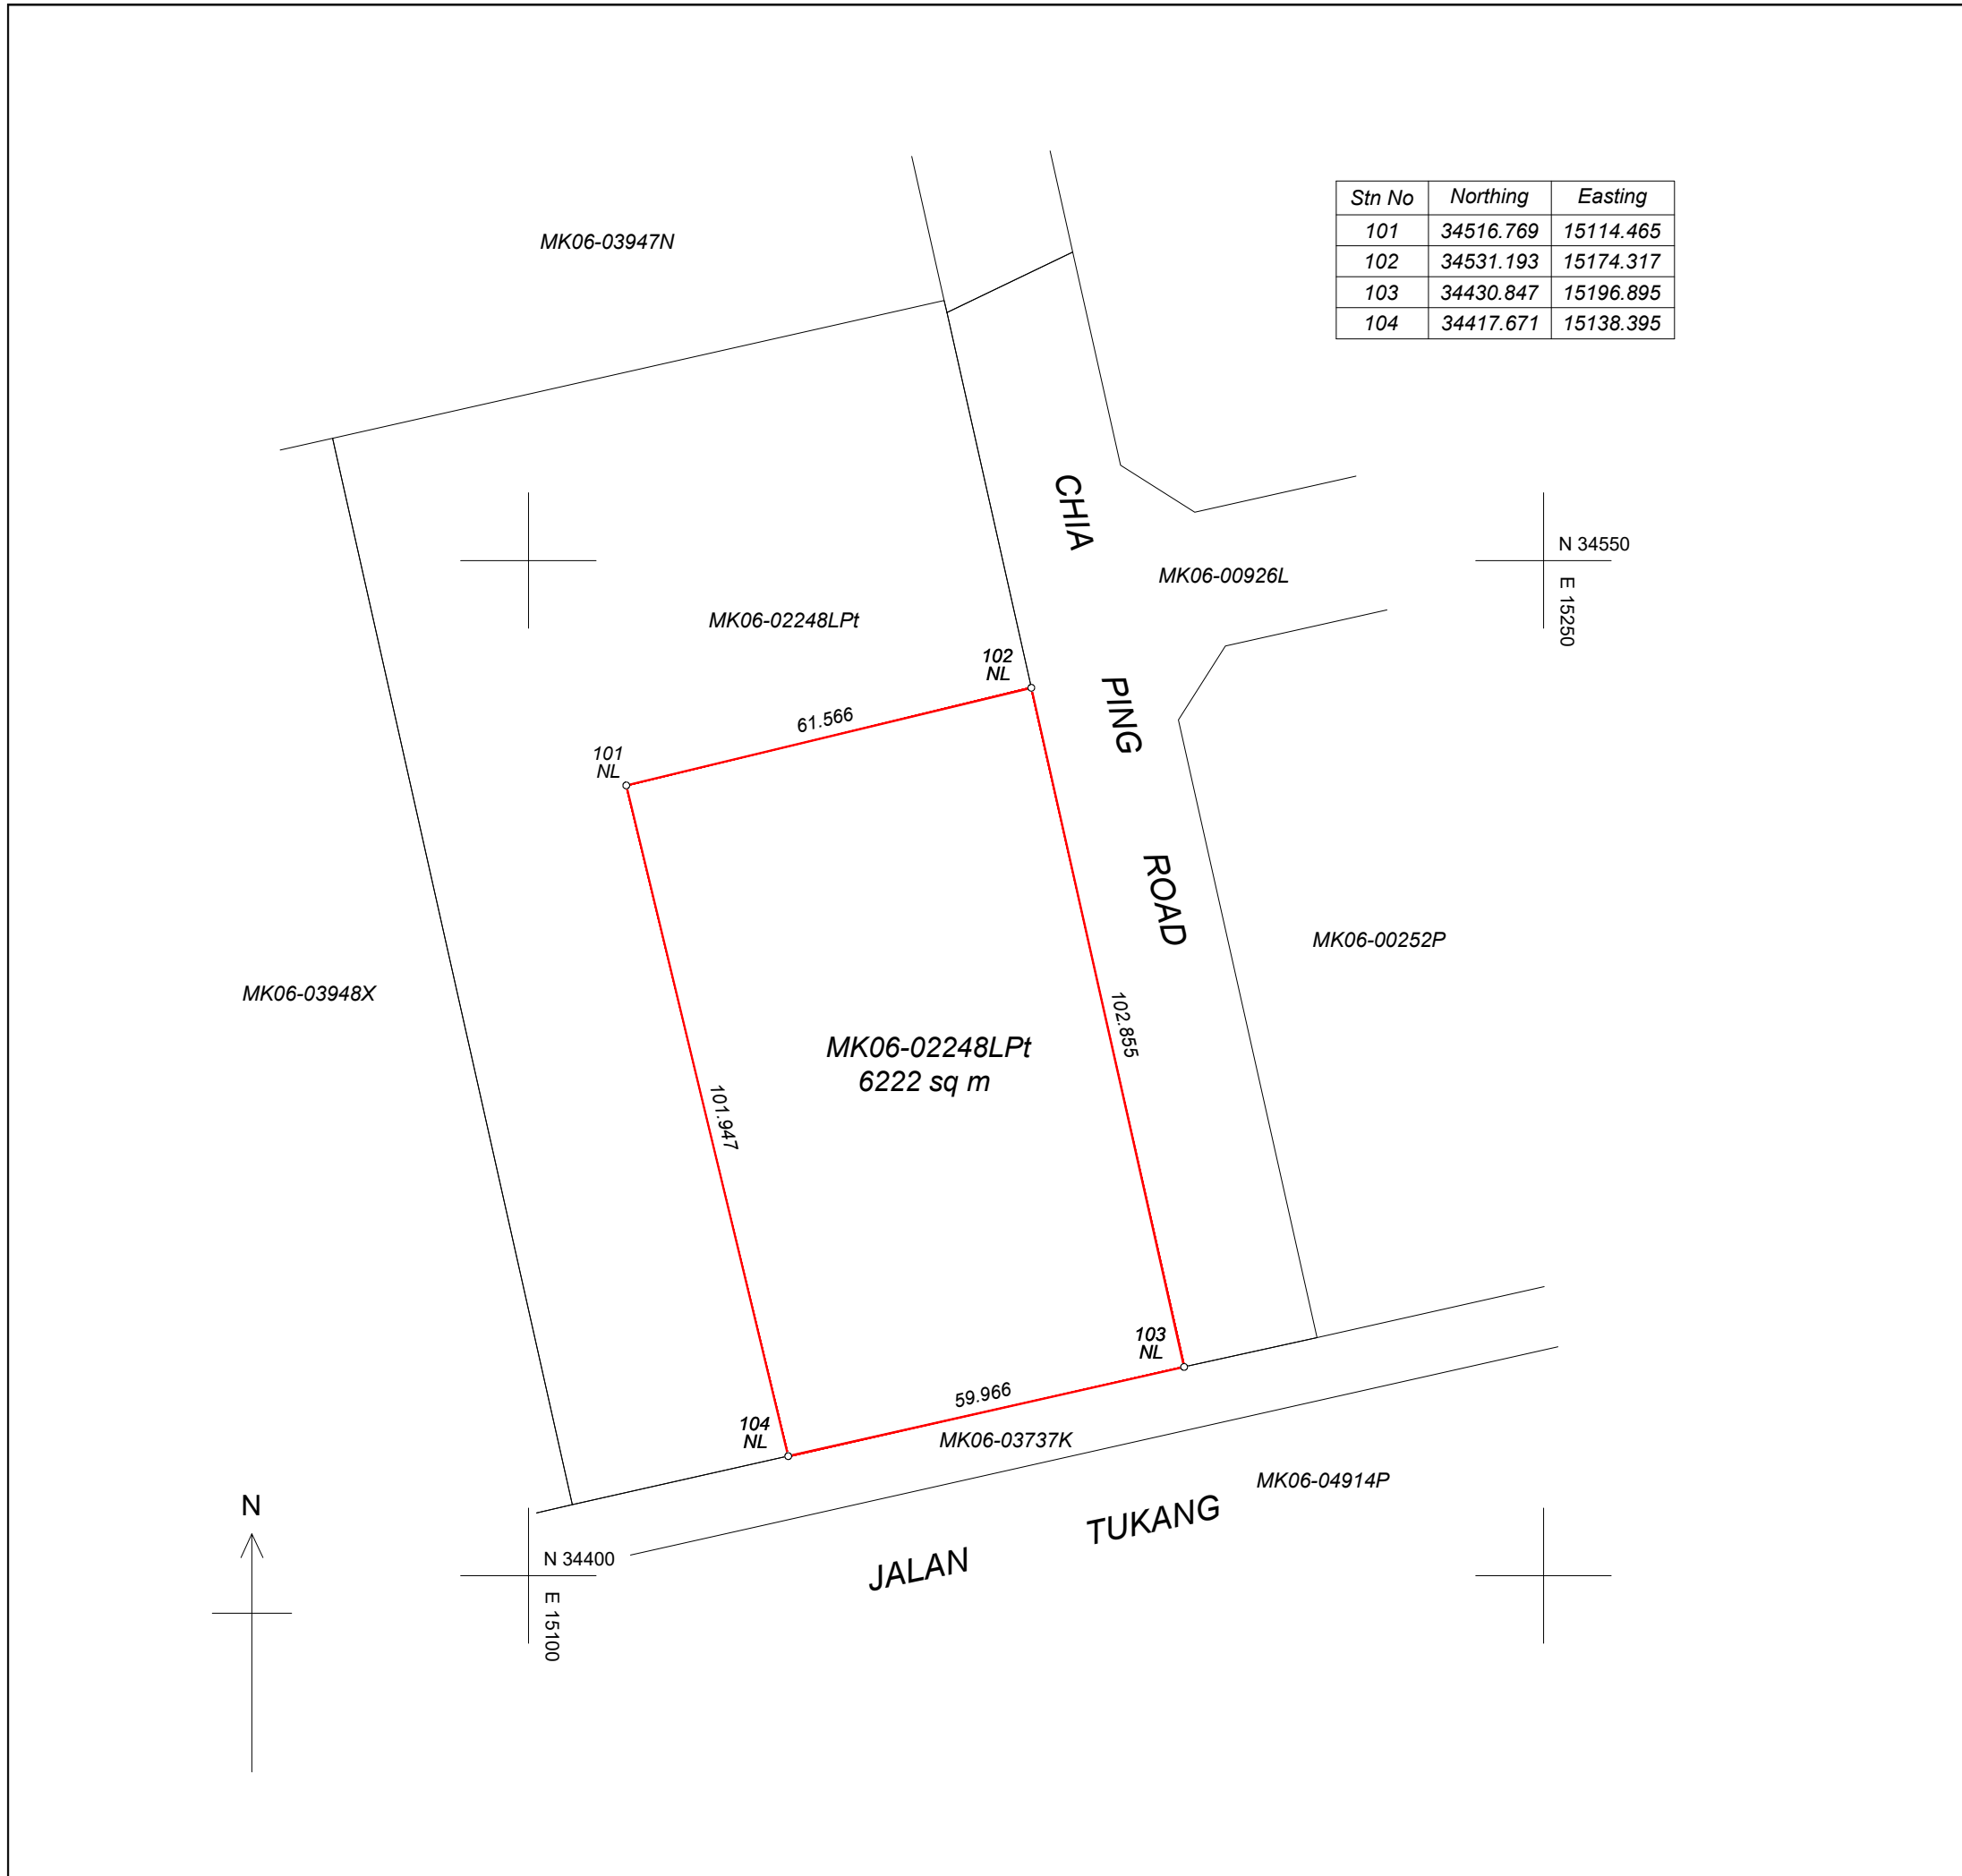 Stn No Northing Easting
101 34516.769 15114.465
102 34531.193 15174.317
103 34430.847 15196.895
104 34417.671 15138.395
MK06-03947N
CHIA
PING
ROAD
N 34550
E 15250
MK06-00926L
MK06-02248LPt
102
NL
61.566
101
NL
MK06-00252P
MK06-03948X
102.855
MK06-02248LPt
6222 sq m
101.947
103
NL
59.966
104
NL
MK06-03737K
MK06-04914P
JALAN TUKANG
N
N 34400
E 15100